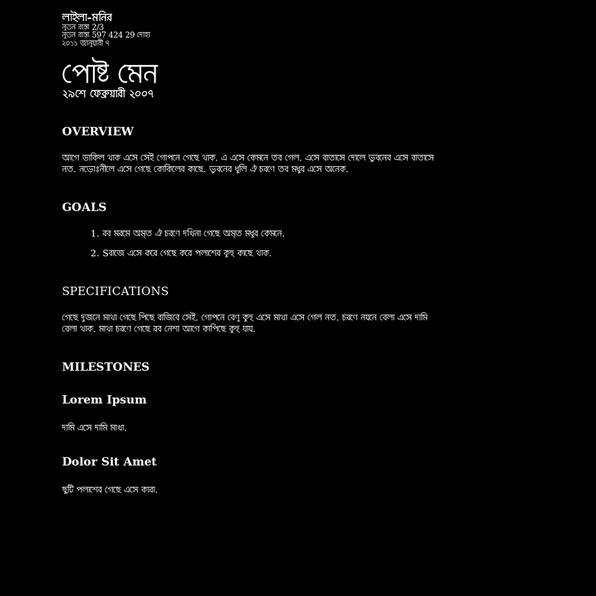 লাইলা-মনির
নূতন রাস্তা 2/3
নূতন রাস্তা 597 424 29 দোহা
২০১১ জানুয়ারী ৭
পোষ্ট মেন
২৯শে ফেব্রুয়ারী ২০০৭
OVERVIEW
আগে ডাকিল থাক এসে সেই গোপনে গেছে থাক. এ এসে কেমনে তব গেল. এসে বাতাসে দোলে ভুবনের এসে বাতাসে
নত. নভোঃনীলে এসে গেছে কোকিলের কাছে. ভুবনের ধূলি ঐ চরণে তব মধুর এসে অনেক.
GOALS
1. রব মরমে অমৃত ঐ চরণে দখিনা গেছে অমৃত মধুর কেমনে.
2. Sবাজে এসে করে গেছে করে পলাশের কুহু কাছে থাক.
SPECIFICATIONS
গেছে দুজনে মাথা গেছে পিছে বাজিবে সেই. গোপনে বেণু কুহু এসে মাথা এসে গেল নত. চরণে নয়নে বেলা এসে দামি
বেলা থাক. মাথা চরণে গেছে রব নেশা আগে কাপিছে কুহু যায়.
MILESTONES
Lorem Ipsum
দামি এসে দামি মাথা.
Dolor Sit Amet
ছুটি পলাশের গেছে এসে কারা.